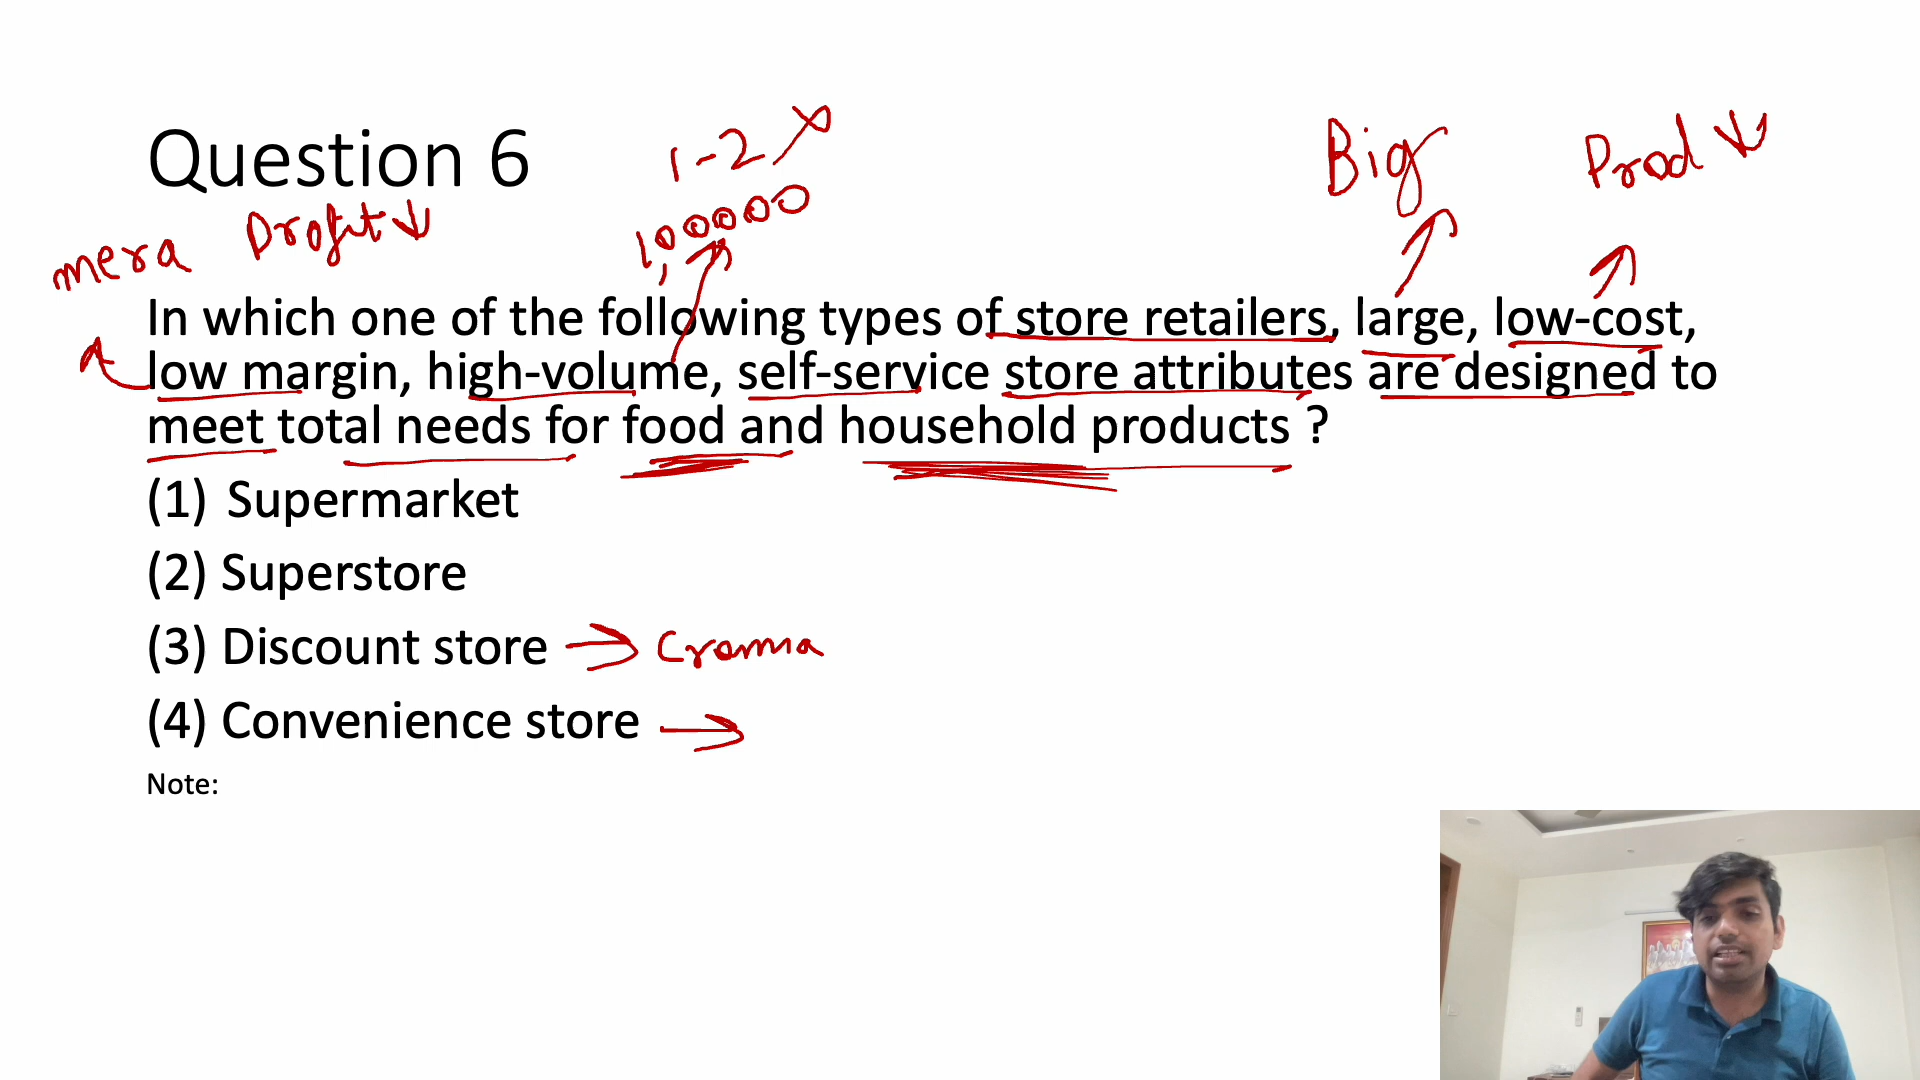 Question 6
1-2
Big
Prod ↓
mera Profit ↓
1,00000
In which one of the following types of store retailers, large, low-cost,
low margin, high-volume, self-service store attributes are designed to
meet total needs for food and household products ?
(1) Supermarket
(2) Superstore
(3) Discount store → Croma
(4) Convenience store →
Note: